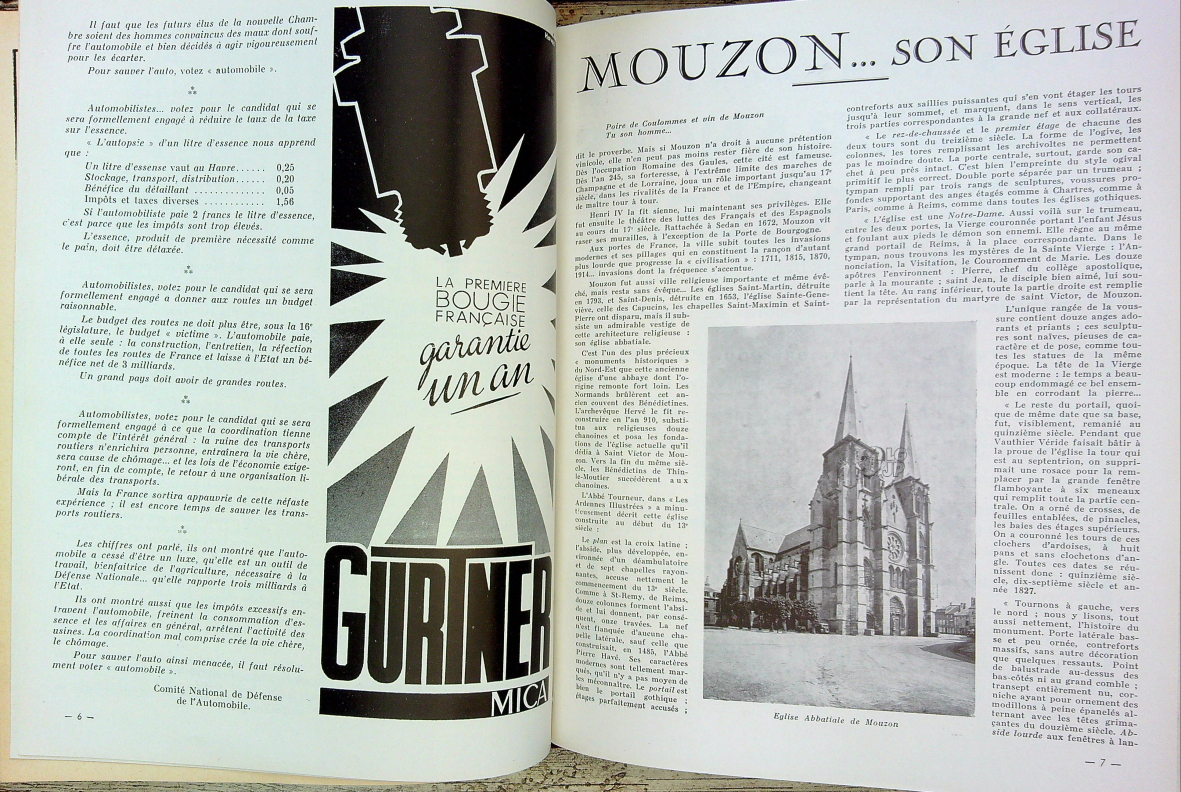 Il faut que les futurs élus de la nouvelle Cham-
bre soient des hommes convaincus des maux dont souf-
fre l'automobile et bien décidés à agir vigoureusement
pour les écarter.
Pour sauver l'auto, votez « automobile ».
Automobilistes... votez pour le candidat qui se
sera formellement engagé à réduire le taux de la taxe
sur l'essence.
« L'autopsie » d'un litre d'essence nous apprend
que :
Un litre d'essense vaut au Havre...... 0,25
Stockage, transport, distribution...... 0,20
Bénéfice du détaillant ............ 0,05
Impôts et taxes diverses ............ 1,56
Si l'automobiliste paie 2 francs le litre d'essence,
c'est parce que les impôts sont trop élevés.
L'essence, produit de première nécessité comme
le pain, doit être détaxée.
Automobilistes, votez pour le candidat qui se sera
formellement engagé a donner aux routes un budget
raisonnable.
Le budget des routes ne doit plus être, sous la 16e
législature, le budget « victime ». L'automobile paie,
à elle seule : la construction, l'entretien, la réfection
de toutes les routes de France et laisse à l'Etat un bé-
néfice net de 3 milliards.
Un grand pays doit avoir de grandes routes.
Automobilistes, votez pour le candidat qui se sera
formellement engagé à ce que la coordination tienne
compte de l'intérêt général : la ruine des transports
routiers n'enrichira personne, entraînera la vie chère,
sera cause de chômage... et les lois de l'économie exige-
ront, en fin de compte, le retour à une organisation li-
bérale des transports.
Mais la France sortira appauvrie de cette néfaste
expérience ; il est encore temps de sauver les trans-
ports routiers.
Les chiffres ont parlé, ils ont montré que l'auto-
mobile a cessé d'être un luxe, qu'elle est un outil de
travail, bienfaitrice de l'agriculture, nécessaire à la
Défense Nationale... qu'elle rapporte trois milliards à
l'Etat.
Ils ont montré aussi que les impôts excessifs en-
travent l'automobile, freinent la consommation d'es-
sence et les affaires en général, arrêtent l'activité des
usines. La coordination mal comprise crée la vie chère,
le chômage.
Pour sauver l'auto ainsi menacée, il faut résolu-
ment voter « automobile ».
Comité National de Défense
de l'Automobile.
— 6 —
LA PREMIERE
BOUGIE
FRANÇAISE
garantie
un an
GURTNER
MICA
MOUZON... SON ÉGLISE
Poire de Coulommes et vin de Mouzon
Tu son homme...
dit le proverbe. Mais si Mouzon n'a droit à aucune prétention
vinicole, elle n'en peut pas moins rester fière de son histoire.
Dès l'occupation Romaine des Gaules, cette cité est fameuse.
Dès l'an 245, sa forteresse, à l'extrême limite des marches de
Champagne et de Lorraine, joua un rôle important jusqu'au 17e
siècle, dans les rivalités de la France et de l'Empire, changeant
de maître tour à tour.
Henri IV la fit sienne, lui maintenant ses privilèges. Elle
fut ensuite le théâtre des luttes des Français et des Espagnols
au cours du 17e siècle. Rattachée à Sedan en 1672, Mouzon vit
raser ses murailles, à l'exception de la Porte de Bourgogne.
Aux portes de France, la ville subit toutes les invasions
modernes et ses pillages qui en constituent la rançon d'autant
plus lourde que progresse la « civilisation » : 1711, 1815, 1870,
1914... invasions dont la fréquence s'accentue.
Mouzon fut aussi ville religieuse importante et même évê-
ché, mais resta sans évêque... Les églises Saint-Martin, détruite
en 1793, et Saint-Denis, détruite en 1653, l'église Sainte-Gene-
viève, celle des Capucins, les chapelles Saint-Maximin et Saint-
Pierre ont disparu, mais il sub-
siste un admirable vestige de
cette architecture religieuse :
son église abbatiale.
C'est l'un des plus précieux
« monuments historiques »
du Nord-Est que cette ancienne
église d'une abbaye dont l'o-
rigine remonte fort loin. Les
Normands brûlèrent cet an-
cien couvent des Bénédictines.
L'archevêque Hervé le fit re-
construire en l'an 910, substi-
tua aux religieuses douze
chanoines et posa les fonda-
tions de l'église actuelle qu'il
dédia à Saint Victor de Mou-
zon. Vers la fin du même siè-
cle, les Bénédictins de Thin-
le-Moutier succédèrent aux
chanoines.
L'Abbé Tourneur, dans « Les
Ardennes Illustrées » a minu-
tieusement décrit cette église
construite au début du 13e
siècle :
Le plan est la croix latine ;
l'abside, plus développée, en-
vironnée d'un déambulatoire
et de sept chapelles rayon-
nantes, accuse nettement le
commencement du 13e siècle.
Comme à St-Remy, de Reims,
douze colonnes forment l'absi-
de et lui donnent, par consé-
quent, onze travées. La nef
n'est flanquée d'aucune cha-
pelle latérale, sauf celle que
construisait, en 1485, l'Abbé
Pierre Havé. Ses caractères
modernes sont tellement mar-
qués, qu'il n'y a pas moyen de
les méconnaître. Le portail est
bien le portail gothique :
étages parfaitement accusés ;
contreforts aux saillies puissantes qui s'en vont étager les tours
jusqu'à leur sommet, et marquent, dans le sens vertical, les
trois parties correspondantes à la grande nef et aux collatéraux.
« Le rez-de-chaussée et le premier étage de chacune des
deux tours sont du treizième siècle. La forme de l'ogive, les
colonnes, les tores remplissant les archivoltes ne permettent
pas le moindre doute. La porte centrale, surtout, garde son ca-
chet à peu près intact. C'est bien l'empreinte du style ogival
primitif le plus correct. Double porte séparée par un trumeau ;
tympan rempli par trois rangs de sculptures, voussures pro-
fondes supportant des anges étagés comme à Chartres, comme à
Paris, comme à Reims, comme dans toutes les églises gothiques.
« L'église est une Notre-Dame. Aussi voilà sur le trumeau,
entre les deux portes, la Vierge couronnée portant l'enfant Jésus
et foulant aux pieds le démon son ennemi. Elle règne au même
grand portail de Reims, à la place correspondante. Dans le
tympan, nous trouvons les mystères de la Sainte Vierge : l'An-
nonciation, la Visitation, le Couronnement de Marie. Les douze
apôtres l'environnent : Pierre, chef du collège apostolique,
parle à la mourante ; saint Jean, le disciple bien aimé, lui sou-
tient la tête. Au rang inférieur, toute la partie droite est remplie
par la représentation du martyre de saint Victor, de Mouzon.
L'unique rangée de la vous-
sure contient douze anges ado-
rants et priants ; ces sculptu-
res sont naïves, pieuses de ca-
ractère et de pose, comme tou-
tes les statues de la même
époque. La tête de la Vierge
est moderne : le temps a beau-
coup endommagé ce bel ensem-
ble en corrodant la pierre...
« Le reste du portail, quoi-
que de même date que sa base,
fut, visiblement, remanié au
quinzième siècle. Pendant que
Vauthier Véride faisait bâtir à
la proue de l'église la tour qui
est au septentrion, on suppri-
mait une rosace pour la rem-
placer par la grande fenêtre
flamboyante à six meneaux
qui remplit toute la partie cen-
trale. On a orné de crosses, de
feuilles entablées, de pinacles,
les baies des étages supérieurs.
On a couronné les tours de ces
clochers d'ardoises, à huit
pans et sans clochetons d'an-
gle. Toutes ces dates se réu-
nissent donc : quinzième siè-
cle, dix-septième siècle et an-
née 1827.
« Tournons à gauche, vers
le nord ; nous y lisons, tout
aussi nettement, l'histoire du
monument. Porte latérale bas-
se et peu ornée, contreforts
massifs, sans autre décoration
que quelques ressauts. Point
de balustrade au-dessus des
bas-côtés ni au grand comble ;
transept entièrement nu, cor-
niche ayant pour ornement des
modillons à peine épanelés al-
ternant avec les têtes grima-
çantes du douzième siècle. Ab-
side lourde aux fenêtres à lan-
Eglise Abbatiale de Mouzon
— 7 —